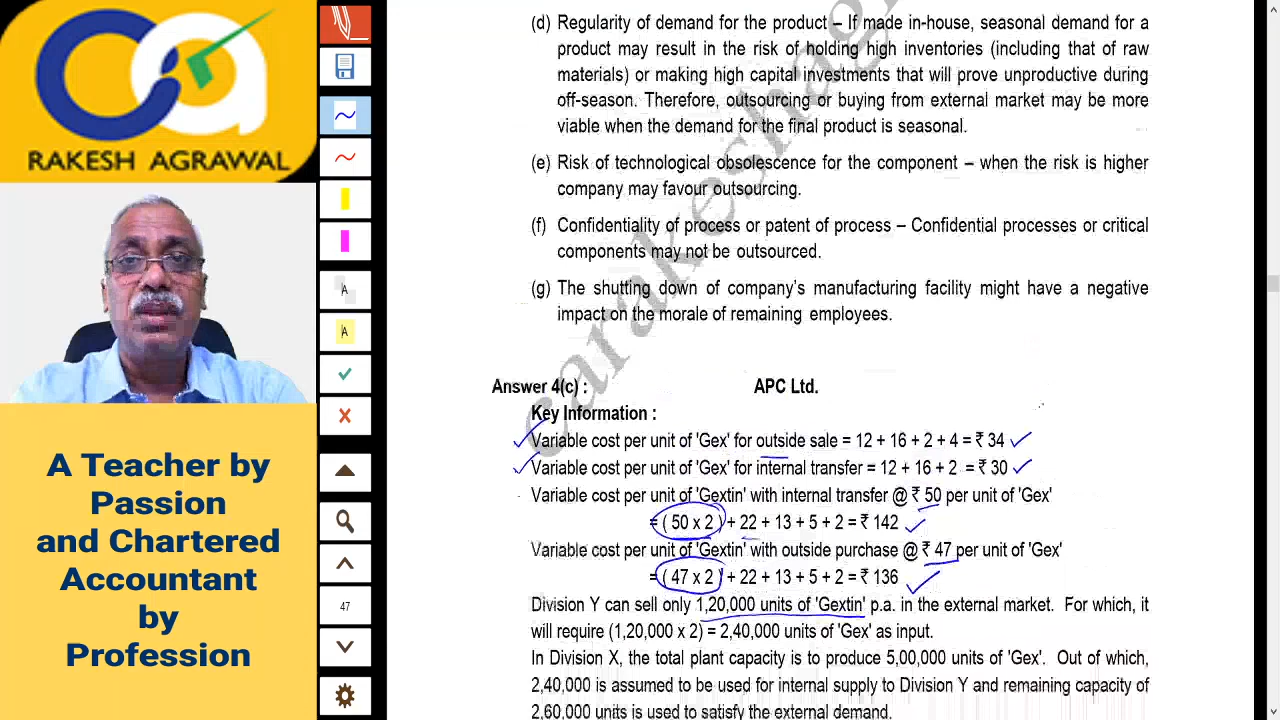 RAKESH AGRAWAL
A Teacher by
Passion
and Chartered
Accountant
by
Profession
A
A
47
(d) Regularity of demand for the product – If made in-house, seasonal demand for a
product may result in the risk of holding high inventories (including that of raw
materials) or making high capital investments that will prove unproductive during
off-season. Therefore, outsourcing or buying from external market may be more
viable when the demand for the final product is seasonal.
(e) Risk of technological obsolescence for the component – when the risk is higher
company may favour outsourcing.
(f) Confidentiality of process or patent of process – Confidential processes or critical
components may not be outsourced.
(g) The shutting down of company's manufacturing facility might have a negative
impact on the morale of remaining employees.
Answer 4(c) : APC Ltd.
Key Information :
Variable cost per unit of 'Gex' for outside sale = 12 + 16 + 2 + 4 = ₹ 34
Variable cost per unit of 'Gex' for internal transfer = 12 + 16 + 2 = ₹ 30
Variable cost per unit of 'Gextin' with internal transfer @ ₹ 50 per unit of 'Gex'
= ( 50 x 2 ) + 22 + 13 + 5 + 2 = ₹ 142
Variable cost per unit of 'Gextin' with outside purchase @ ₹ 47 per unit of 'Gex'
= ( 47 x 2 ) + 22 + 13 + 5 + 2 = ₹ 136
Division Y can sell only 1,20,000 units of 'Gextin' p.a. in the external market. For which, it
will require (1,20,000 x 2) = 2,40,000 units of 'Gex' as input.
In Division X, the total plant capacity is to produce 5,00,000 units of 'Gex'. Out of which,
2,40,000 is assumed to be used for internal supply to Division Y and remaining capacity of
2,60,000 units is used to satisfy the external demand.